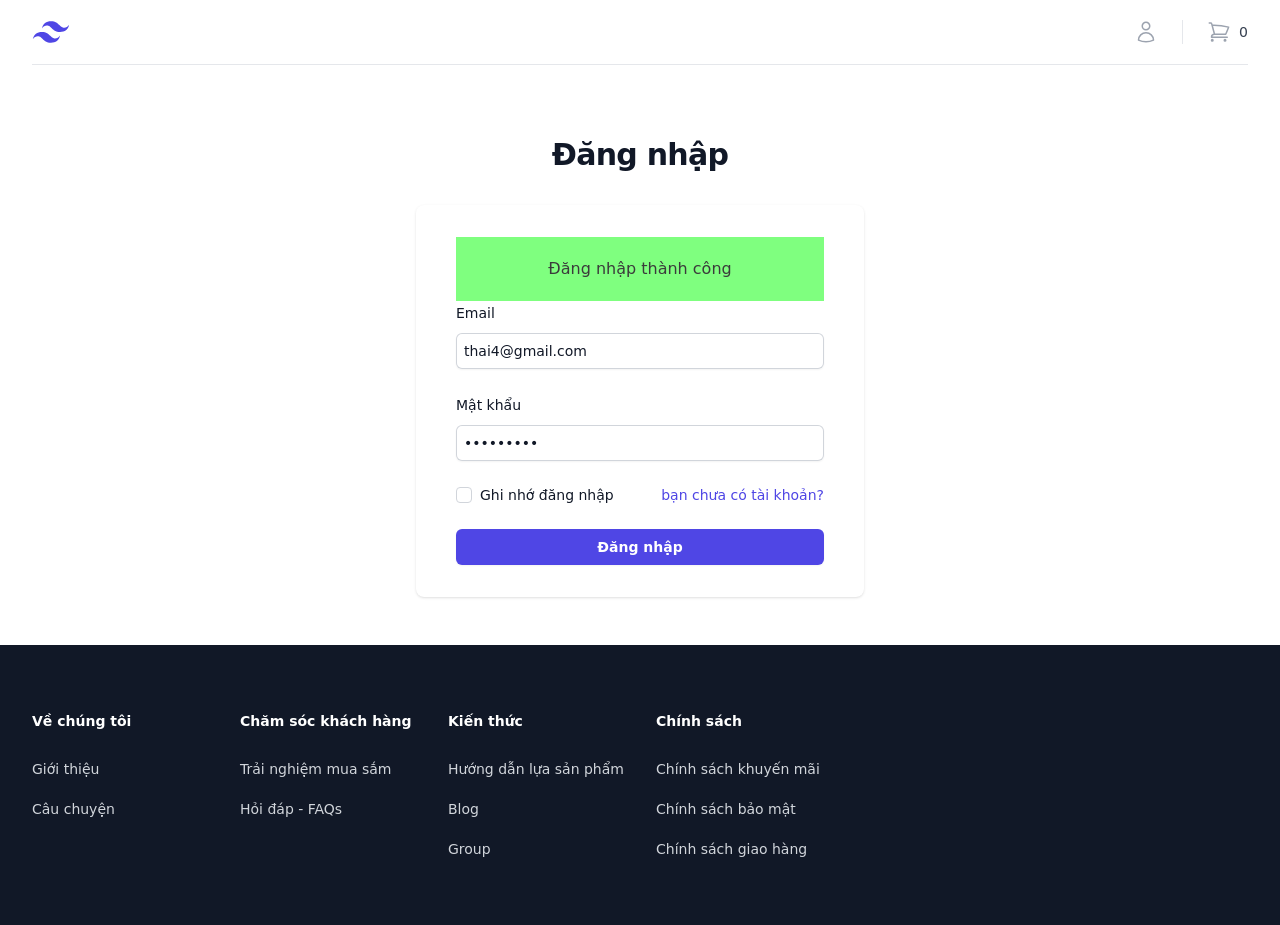 0
Đăng nhập
Đăng nhập thành công
Email
thai4@gmail.com
Mật khẩu
•••••••••
Ghi nhớ đăng nhập
bạn chưa có tài khoản?
Đăng nhập
Về chúng tôi
Giới thiệu
Câu chuyện
Chăm sóc khách hàng
Trải nghiệm mua sắm
Hỏi đáp - FAQs
Kiến thức
Hướng dẫn lựa sản phẩm
Blog
Group
Chính sách
Chính sách khuyến mãi
Chính sách bảo mật
Chính sách giao hàng